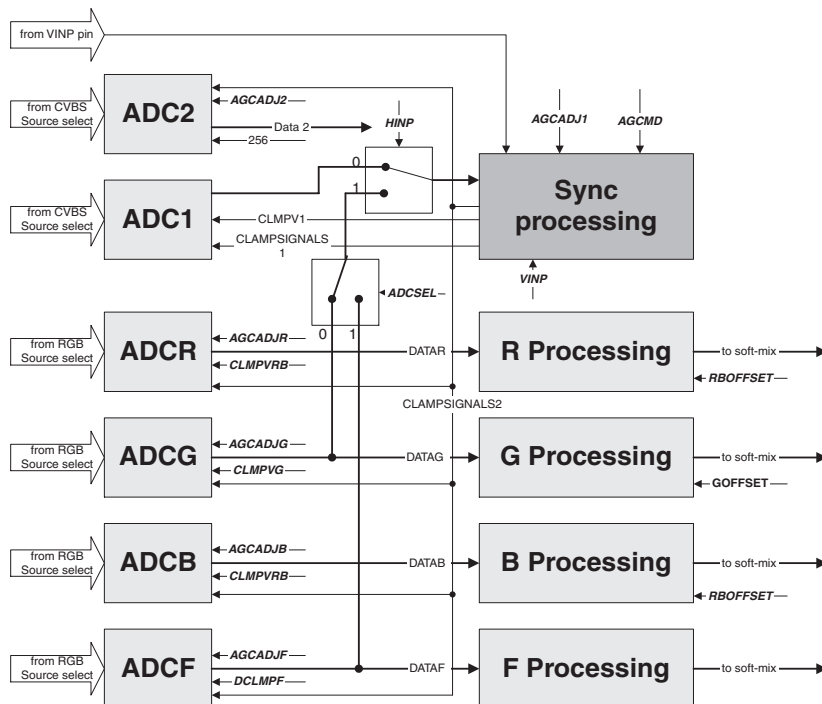 from VINP pin
from CVBS
Source select
ADC2
AGCADJ2
Data 2
256
HINP
AGCADJ1
AGCMD
0
1
Sync
processing
from CVBS
Source select
ADC1
CLMPV1
CLAMPSIGNALS
1
VINP
ADCSEL
0
1
from RGB
Source select
ADCR
AGCADJR
CLMPVRB
DATAR
R Processing
to soft-mix
RBOFFSET
CLAMPSIGNALS2
from RGB
Source select
ADCG
AGCADJG
CLMPVG
DATAG
G Processing
to soft-mix
GOFFSET
from RGB
Source select
ADCB
AGCADJB
CLMPVRB
DATAB
B Processing
to soft-mix
RBOFFSET
from RGB
Source select
ADCF
AGCADJF
DCLMPF
DATAF
F Processing
to soft-mix